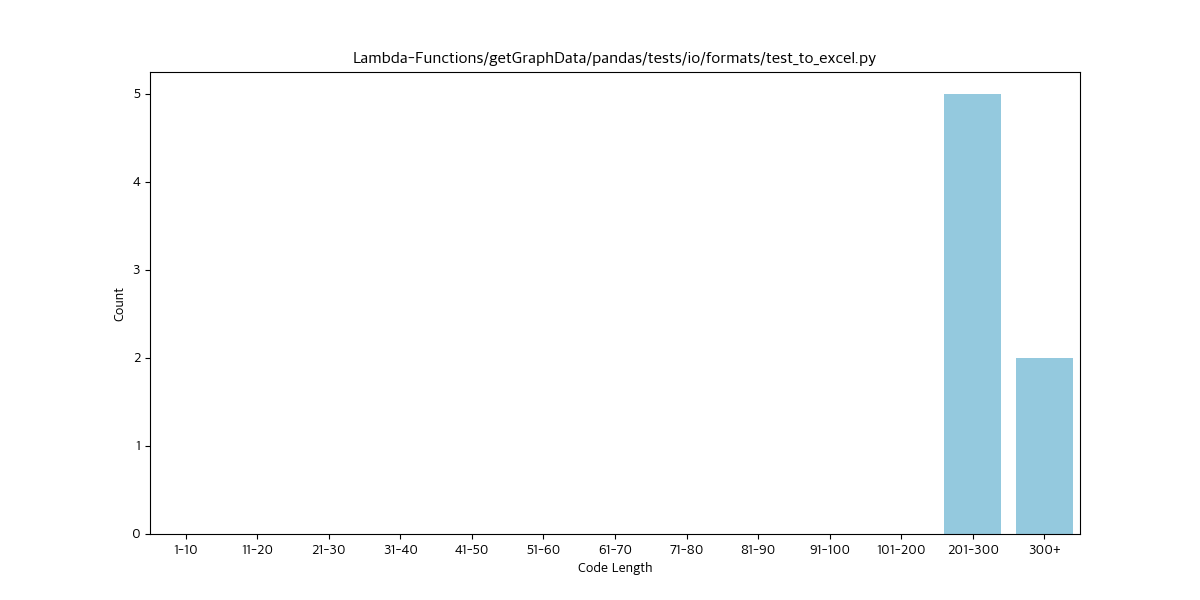 Lambda-Functions/getGraphData/pandas/tests/io/formats/test_to_excel.py
5
4
3
2
1
0
Count
1-10 11-20 21-30 31-40 41-50 51-60 61-70 71-80 81-90 91-100 101-200 201-300 300+
Code Length